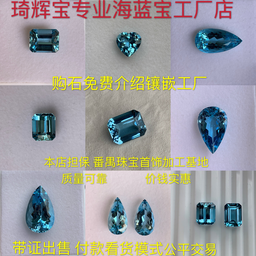 琦辉宝专业海蓝宝工厂店
购石免费介绍镶嵌工厂
本店担保 番禺珠宝首饰加工基地
质量可靠 价钱实惠
带证出售 付款看货模式公平交易